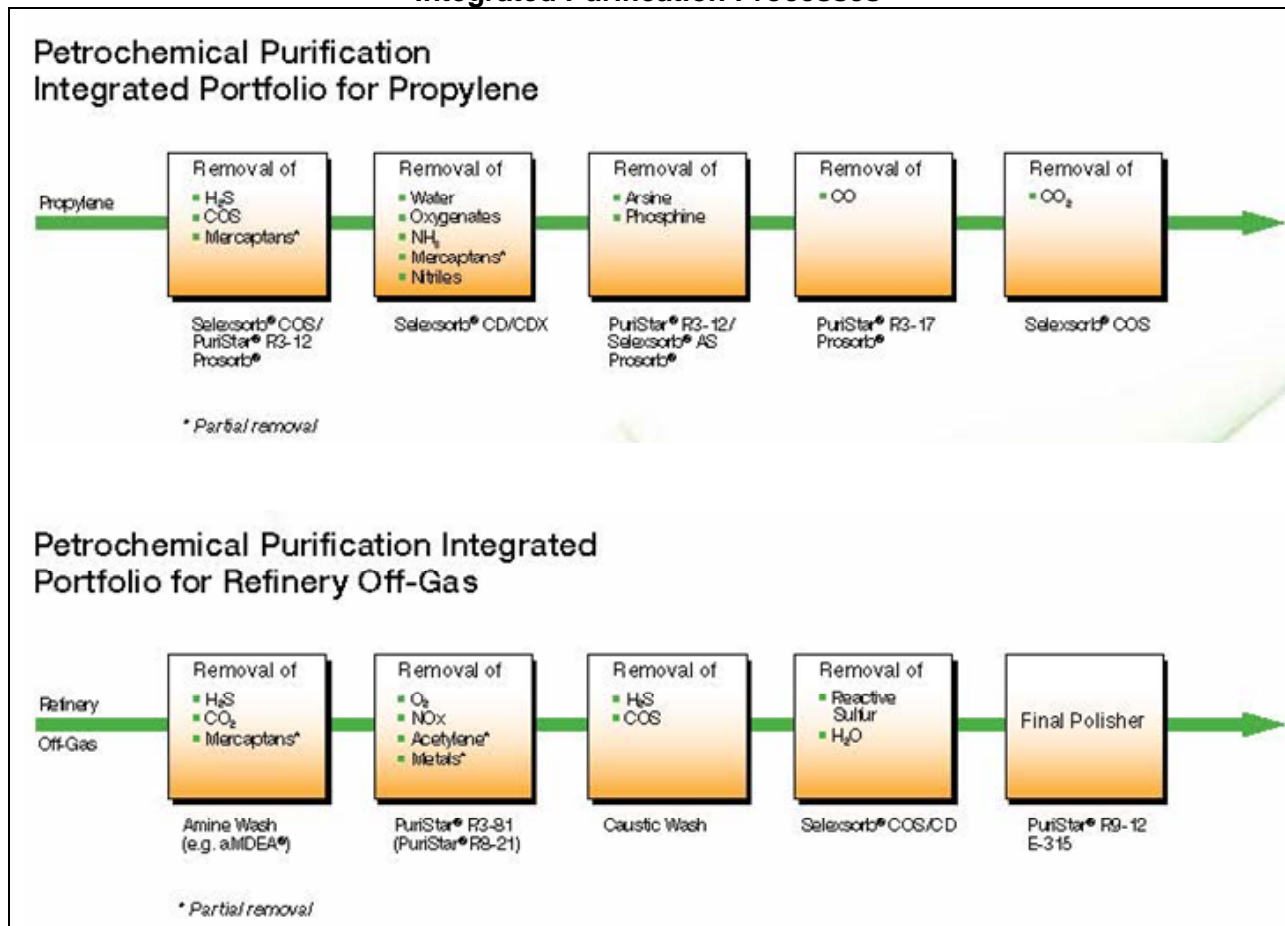 Integrated Purification Processes
Petrochemical Purification
Integrated Portfolio for Propylene
Propylene
Removal of
▪ H₂S
▪ COS
▪ Mercaptans*
Selexsorb® COS/
PuriStar® R3-12
Prosorb®
Removal of
▪ Water
▪ Oxygenates
▪ NH₃
▪ Mercaptans*
▪ Nitriles
Selexsorb® CD/CDX
Removal of
▪ Arsine
▪ Phosphine
PuriStar® R3-12/
Selexsorb® AS
Prosorb®
Removal of
▪ CO
PuriStar® R3-17
Prosorb®
Removal of
▪ CO₂
Selexsorb® COS
* Partial removal
Petrochemical Purification Integrated
Portfolio for Refinery Off-Gas
Refinery
Off-Gas
Removal of
▪ H₂S
▪ CO₂
▪ Mercaptans*
Amine Wash
(e.g. aMDEA®)
Removal of
▪ O₂
▪ NOx
▪ Acetylene*
▪ Metals*
PuriStar® R3-81
(PuriStar® R8-21)
Removal of
▪ H₂S
▪ COS
Caustic Wash
Removal of
▪ Reactive
Sulfur
▪ H₂O
Selexsorb® COS/CD
Final Polisher
PuriStar® R9-12
E-315
* Partial removal